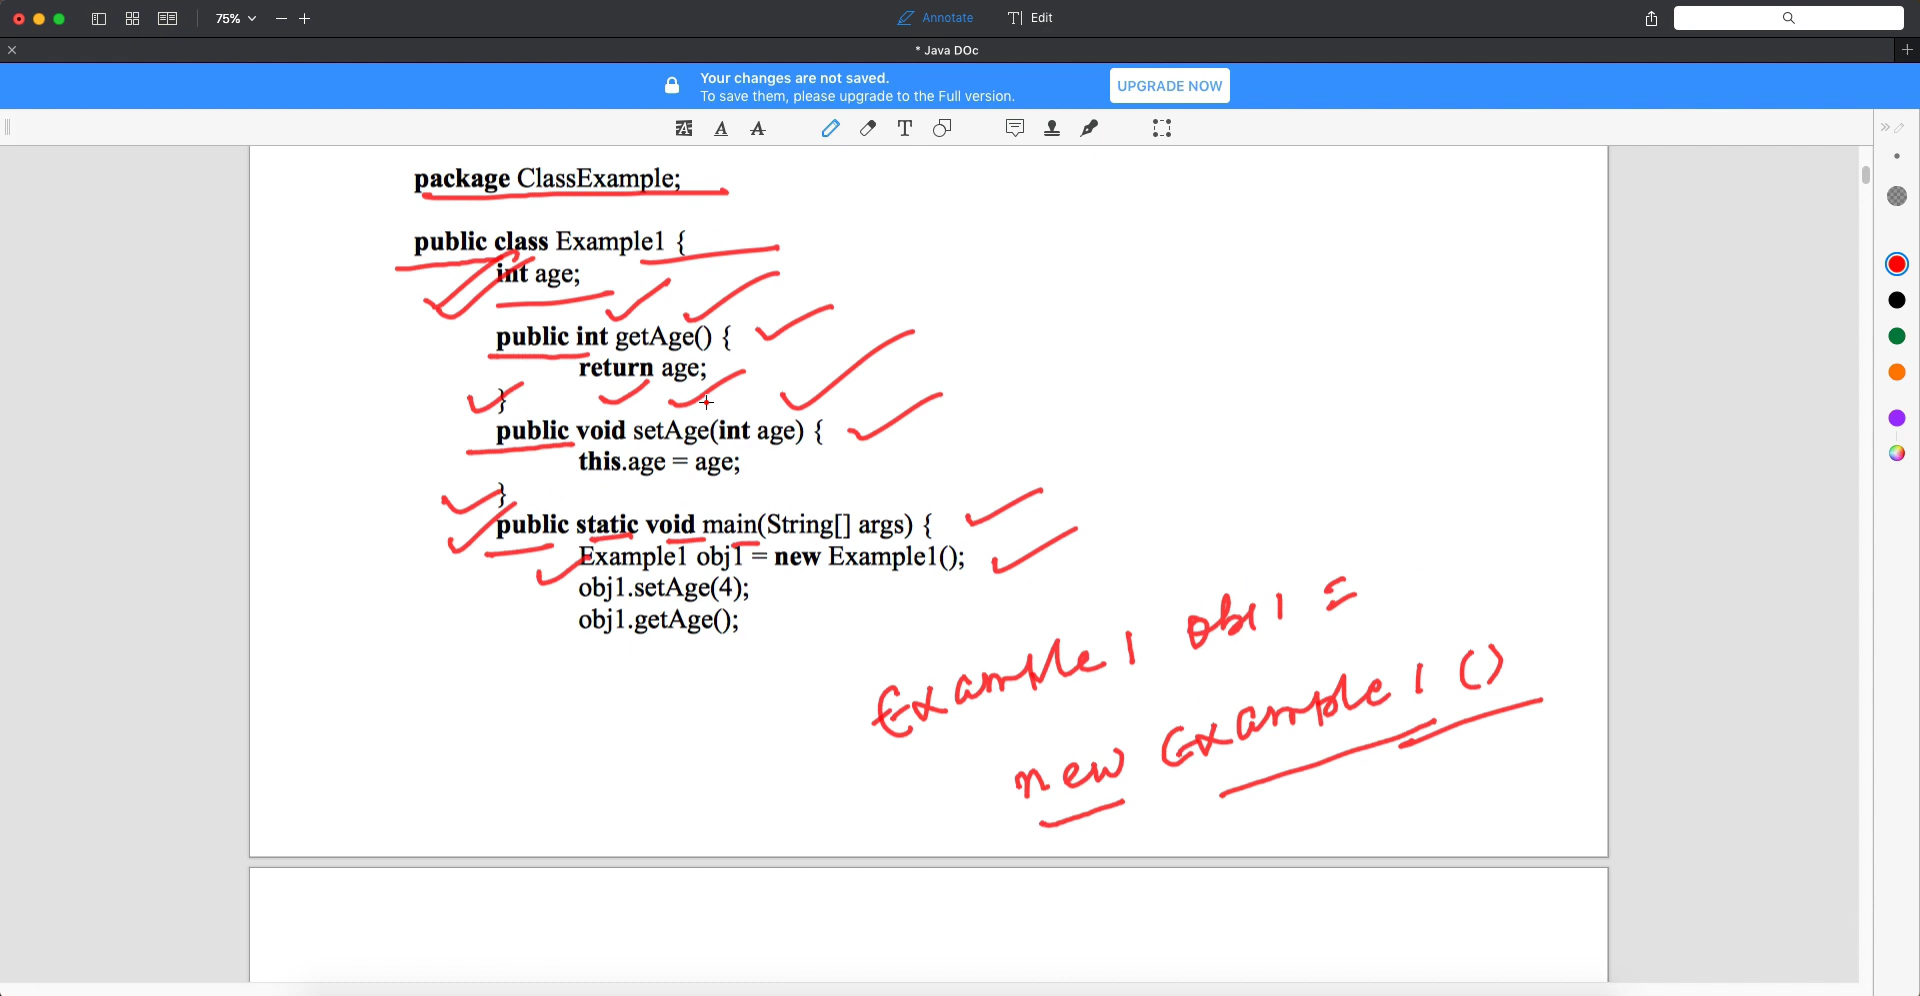 75%
Annotate
T| Edit
* Java DOc
Your changes are not saved.
To save them, please upgrade to the Full version.
UPGRADE NOW
package ClassExample;
public class Example1 {
int age;
public int getAge() {
return age;
}
public void setAge(int age) {
this.age = age;
}
public static void main(String[] args) {
Example1 obj1 = new Example1();
obj1.setAge(4);
obj1.getAge();
Example1 obj1 =
new Example1()